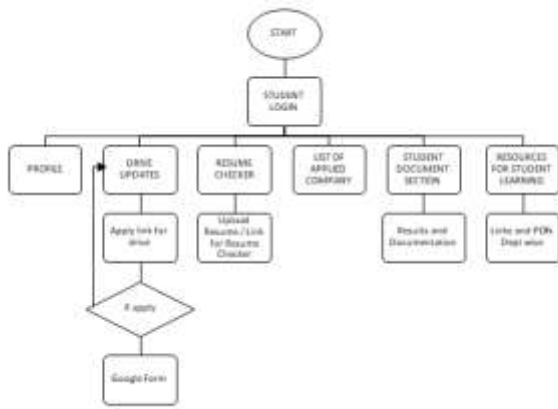 START
STUDENT
LOGIN
PROFILE
DRIVE
UPDATES
RESUME
CHECKER
LIST OF
APPLIED
COMPANY
STUDENT
DOCUMENT
SECTION
RESOURCES
FOR STUDENT
LEARNING
Apply link for
drive
Upload
Resume / Link
for Resume
Checker
Results and
Documentation
Links and
Dept wise
If apply
Google Form